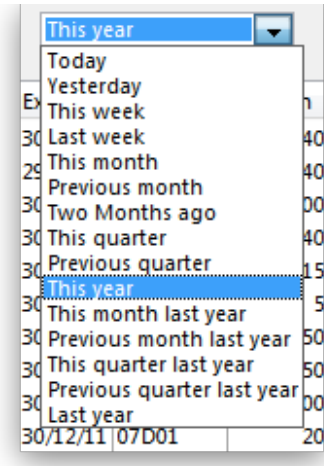 This year
Today
Yesterday
This week
Last week
This month
Previous month
Two Months ago
This quarter
Previous quarter
This year
This month last year
Previous month last year
This quarter last year
Previous quarter last year
Last year
30/12/11 07D01 20